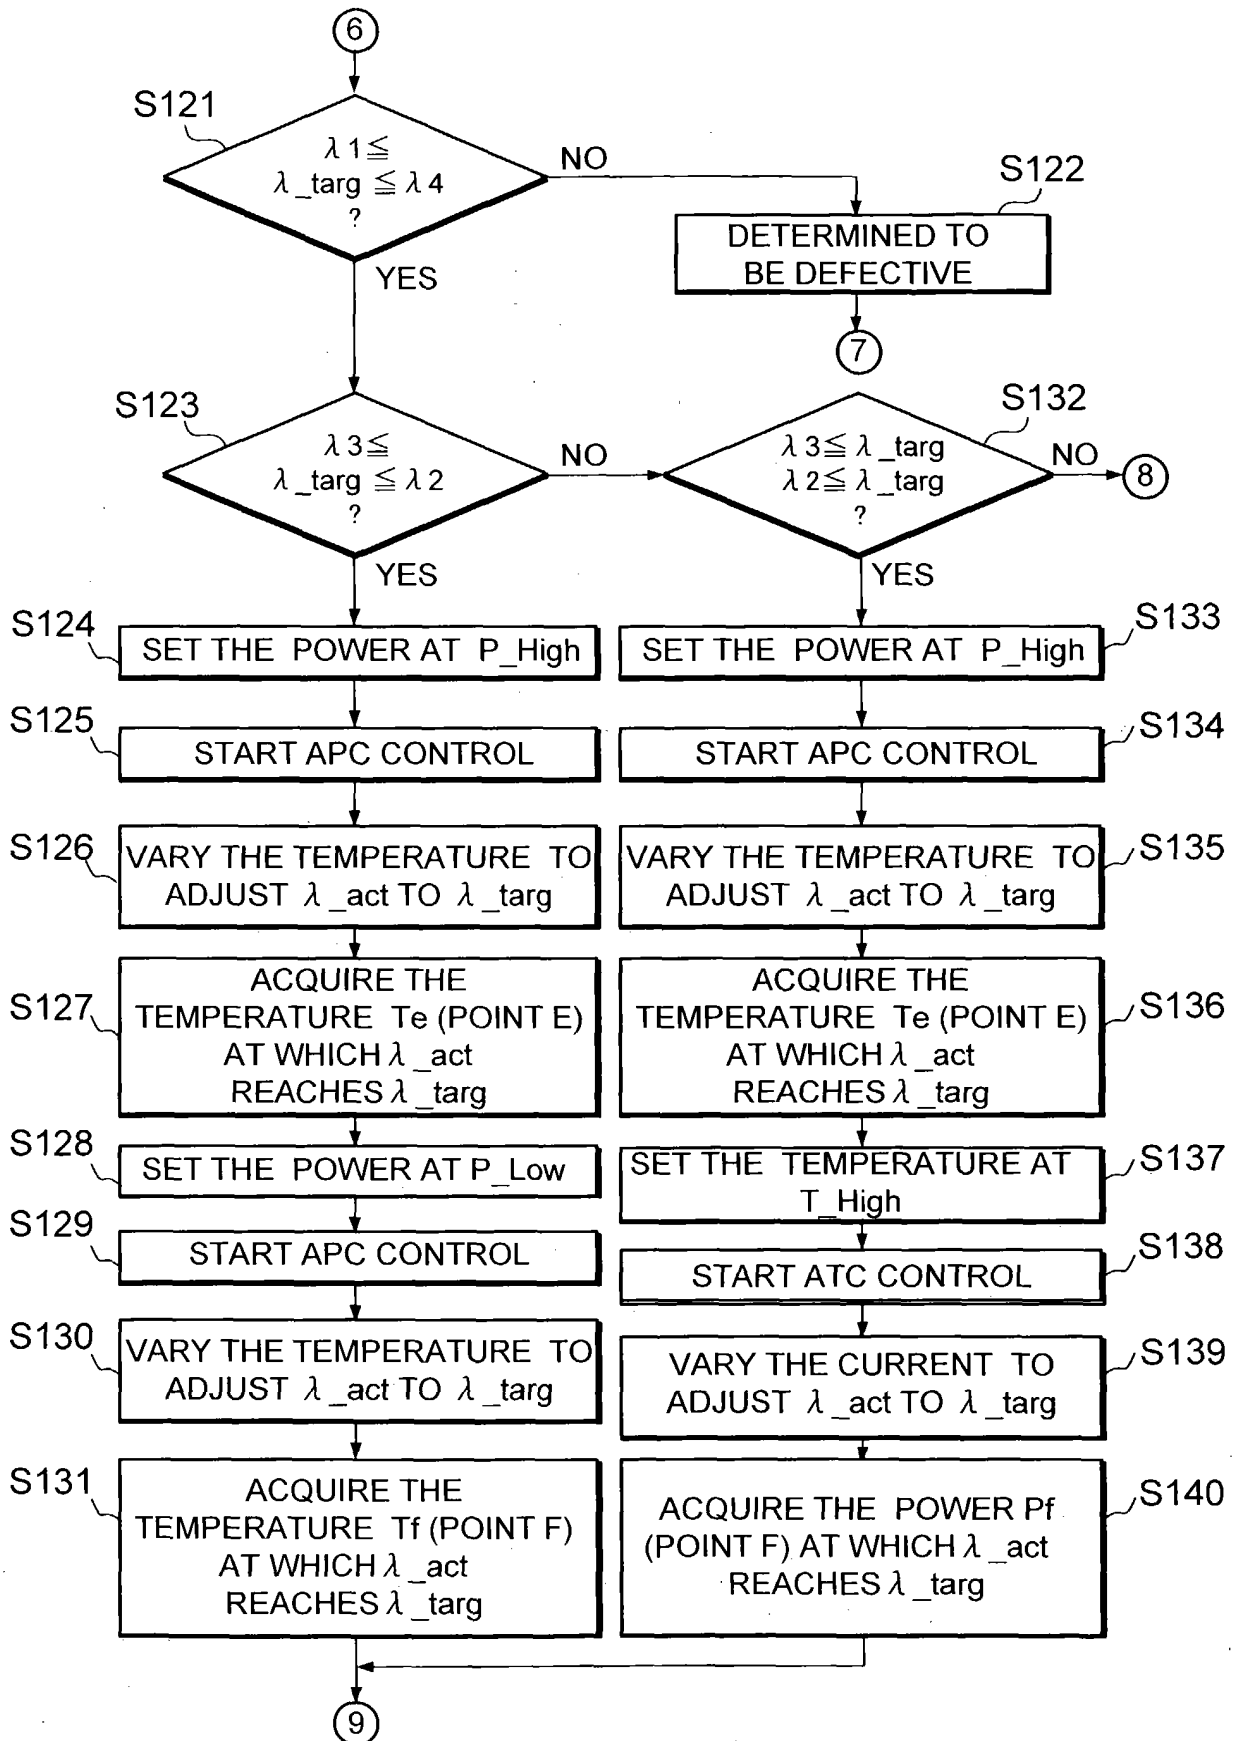 6
S121
λ1≦
λ_targ≦λ4
?
NO
YES
S122
DETERMINED TO
BE DEFECTIVE
7
S123
λ3≦
λ_targ≦λ2
?
NO
YES
S132
λ3≦λ_targ
λ2≦λ_targ
?
NO
8
YES
S124
SET THE POWER AT P_High
S133
SET THE POWER AT P_High
S125
START APC CONTROL
S134
START APC CONTROL
S126
VARY THE TEMPERATURE TO
ADJUST λ_act TO λ_targ
S135
VARY THE TEMPERATURE TO
ADJUST λ_act TO λ_targ
S127
ACQUIRE THE
TEMPERATURE Te (POINT E)
AT WHICH λ_act
REACHES λ_targ
S136
ACQUIRE THE
TEMPERATURE Te (POINT E)
AT WHICH λ_act
REACHES λ_targ
S128
SET THE POWER AT P_Low
S137
SET THE TEMPERATURE AT
T_High
S129
START APC CONTROL
S138
START ATC CONTROL
S130
VARY THE TEMPERATURE TO
ADJUST λ_act TO λ_targ
S139
VARY THE CURRENT TO
ADJUST λ_act TO λ_targ
S131
ACQUIRE THE
TEMPERATURE Tf (POINT F)
AT WHICH λ_act
REACHES λ_targ
S140
ACQUIRE THE POWER Pf
(POINT F) AT WHICH λ_act
REACHES λ_targ
9